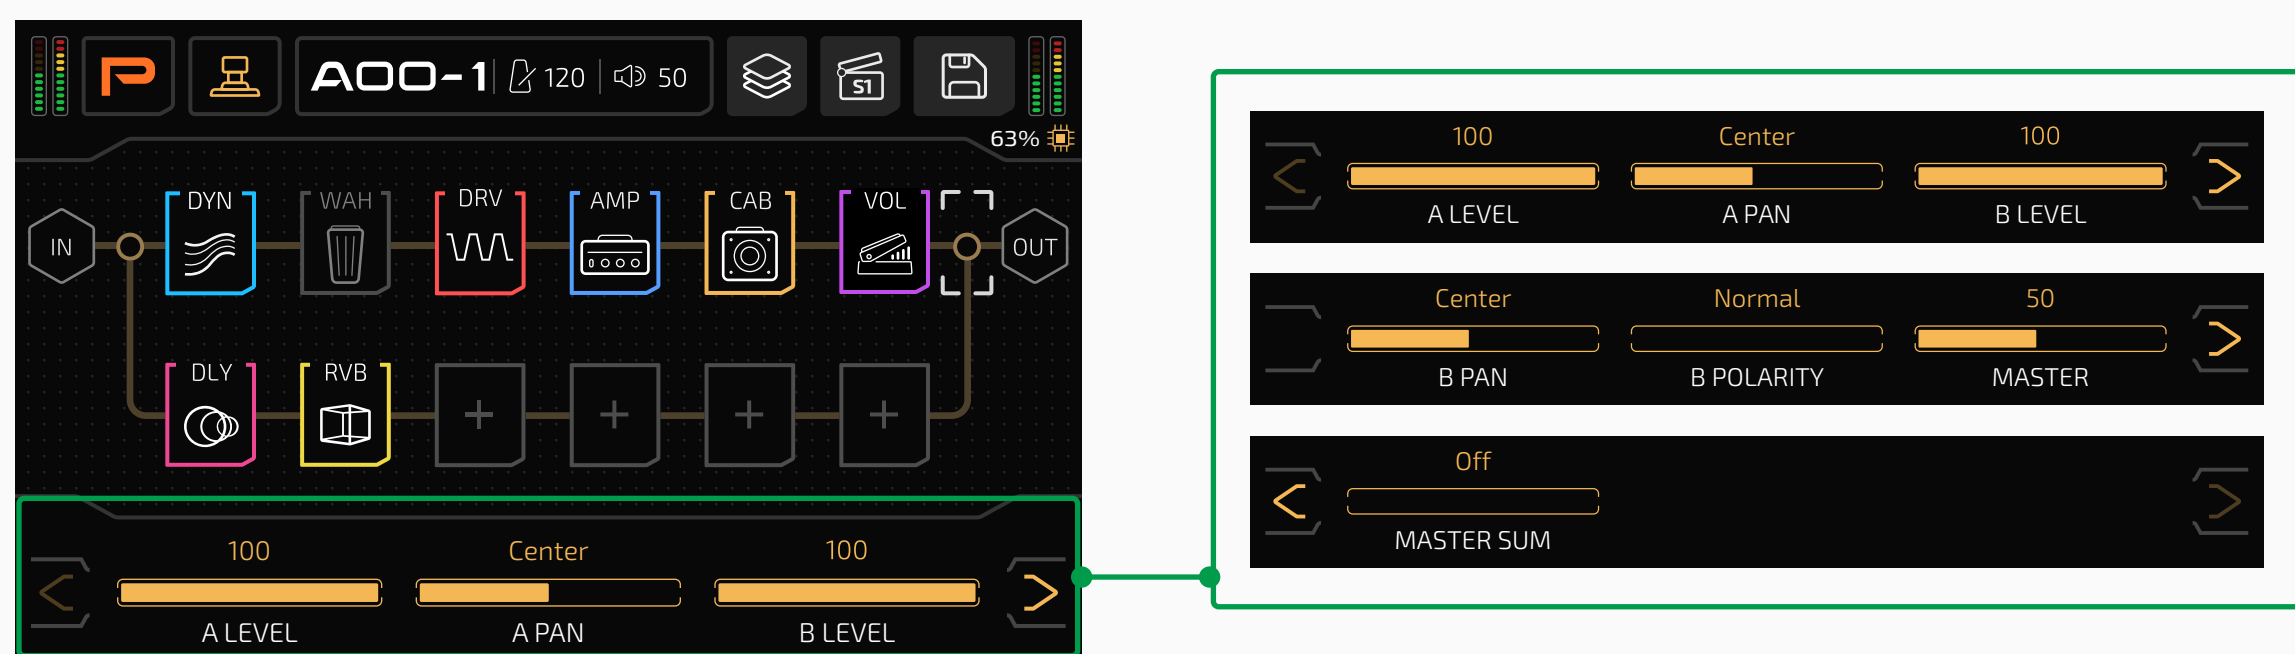 A00-1 120 50 S1
63%
DYN WAH DRV AMP CAB VOL
IN OUT
DLY RVB
100 Center 100
A LEVEL A PAN B LEVEL
100 Center 100
A LEVEL A PAN B LEVEL
Center Normal 50
B PAN B POLARITY MASTER
Off
MASTER SUM